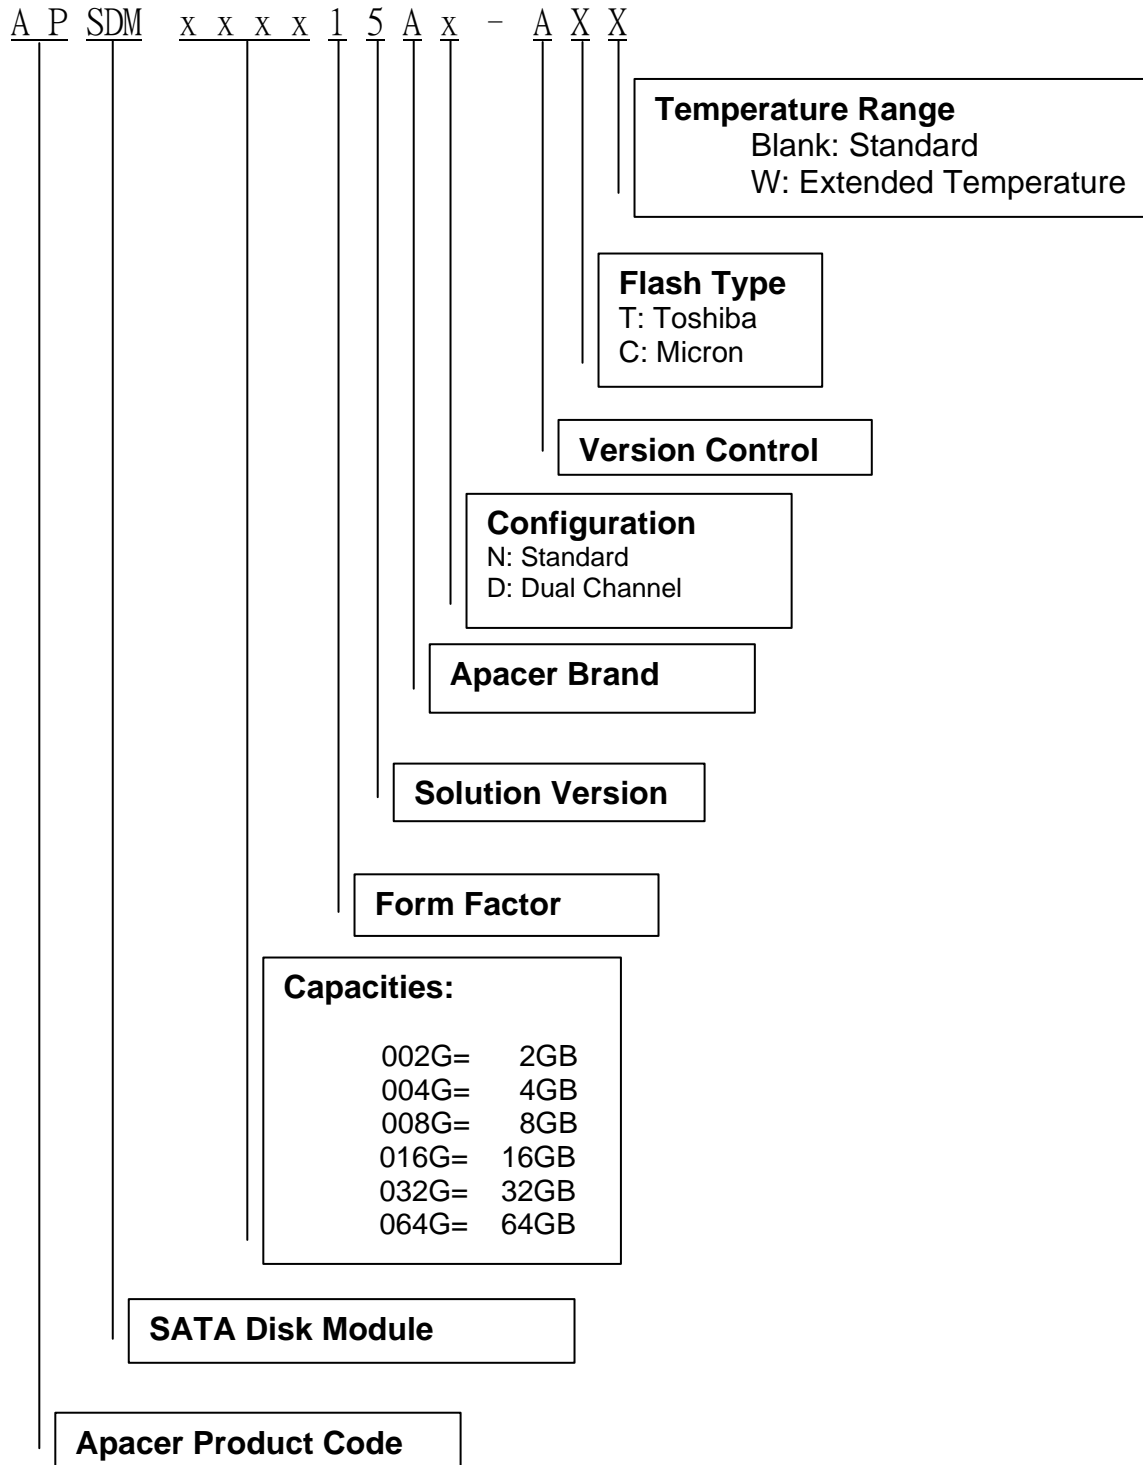 A P SDM x x x x 1 5 A x - A X X
Temperature Range
Blank: Standard
W: Extended Temperature
Flash Type
T: Toshiba
C: Micron
Version Control
Configuration
N: Standard
D: Dual Channel
Apacer Brand
Solution Version
Form Factor
Capacities:
002G= 2GB
004G= 4GB
008G= 8GB
016G= 16GB
032G= 32GB
064G= 64GB
SATA Disk Module
Apacer Product Code